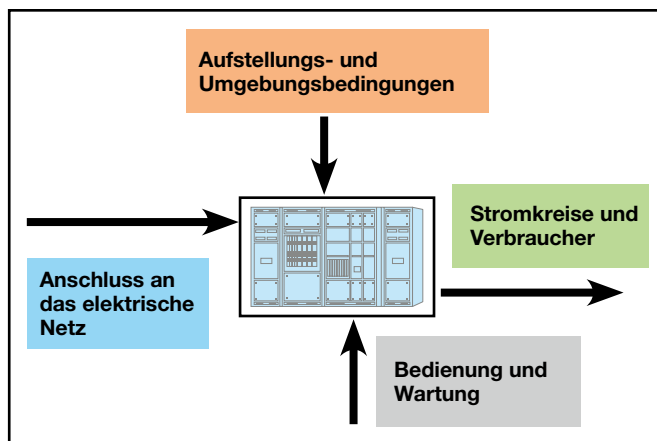 Aufstellungs- und
Umgebungsbedingungen
Stromkreise und
Verbraucher
Anschluss an
das elektrische
Netz
Bedienung und
Wartung